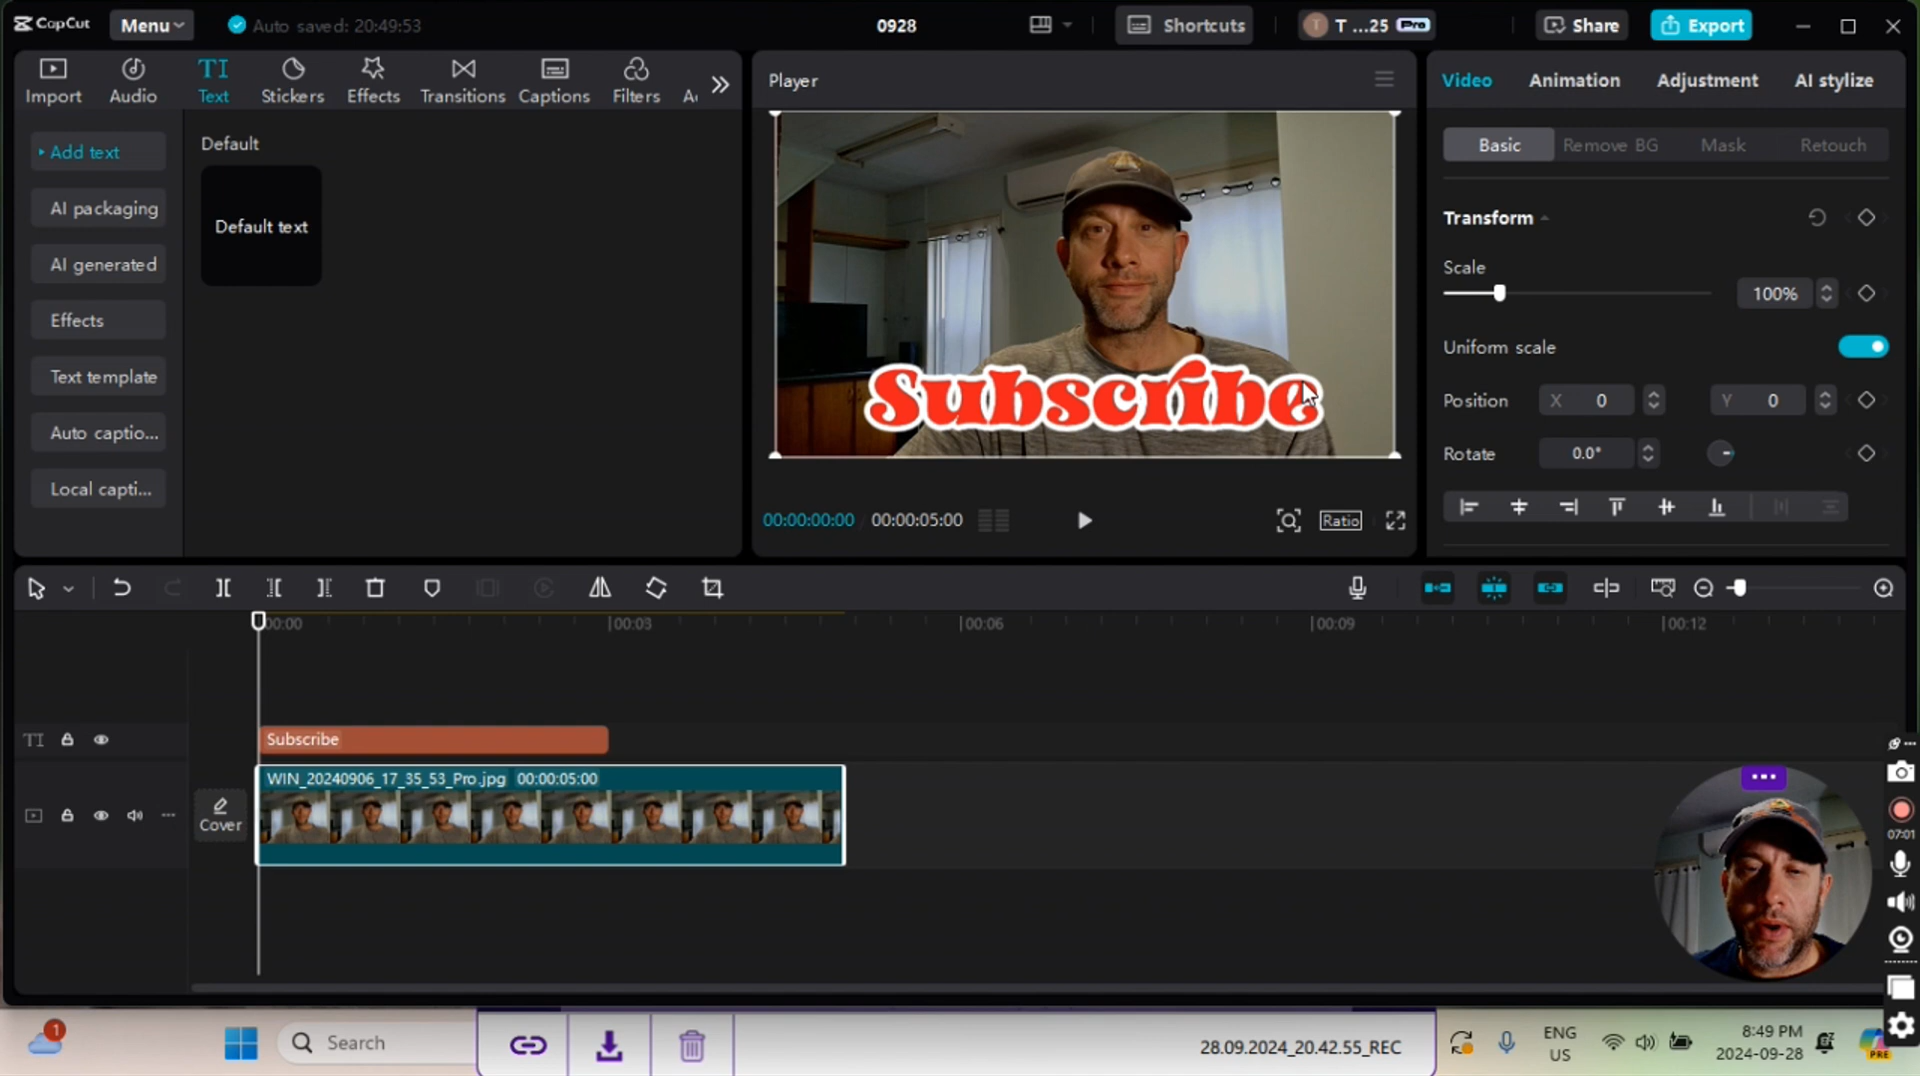 CapCut
Menu
Auto saved: 20:49:53
0928
Shortcuts
T ...25 Pro
Share
Export
Import
Audio
TI
Text
Stickers
Effects
Transitions
Captions
Filters
Player
Video
Animation
Adjustment
AI stylize
Add text
AI packaging
AI generated
Effects
Text template
Auto captio...
Local capti...
Default
Default text
Subscribe
00:00:00:00 / 00:00:05:00
Ratio
Basic
Remove BG
Mask
Retouch
Transform
Scale
100%
Uniform scale
Position
X 0
Y 0
Rotate
0.0°
00:00
00:03
00:06
00:09
00:12
TI
Subscribe
Cover
WIN_20240906_17_35_53_Pro.jpg 00:00:05:00
07:01
1
Search
28.09.2024_20.42.55_REC
ENG
US
8:49 PM
2024-09-28
PRE